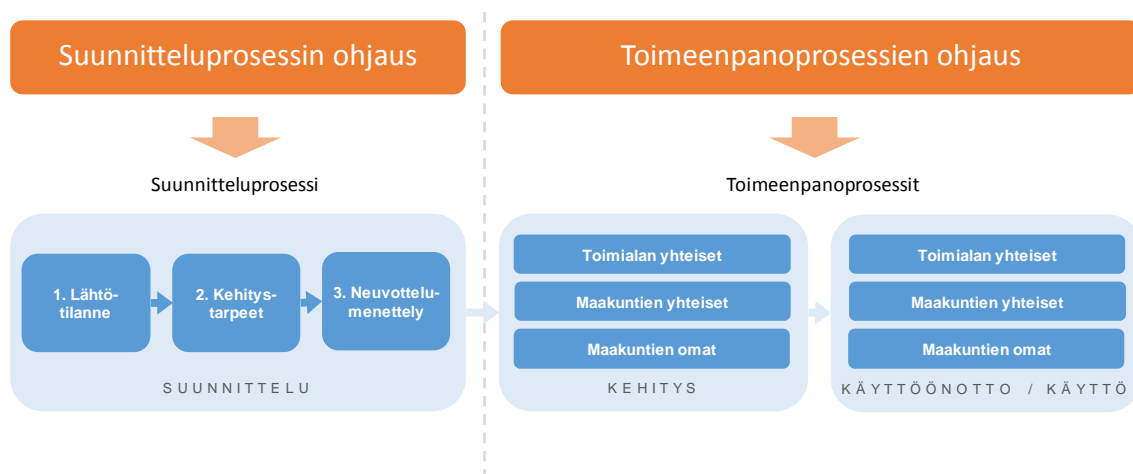 Suunnitteluprosessin ohjaus
Toimeenpanoprosessien ohjaus
Suunnitteluprosessi
Toimeenpanoprosessit
1. Lähtö-
tilanne
2. Kehitys-
tarpeet
3. Neuvottelu-
menettely
SUUNNITTELU
Toimialan yhteiset
Maakuntien yhteiset
Maakuntien omat
KEHITYS
Toimialan yhteiset
Maakuntien yhteiset
Maakuntien omat
KÄYTTÖÖNOTTO / KÄYTTÖ